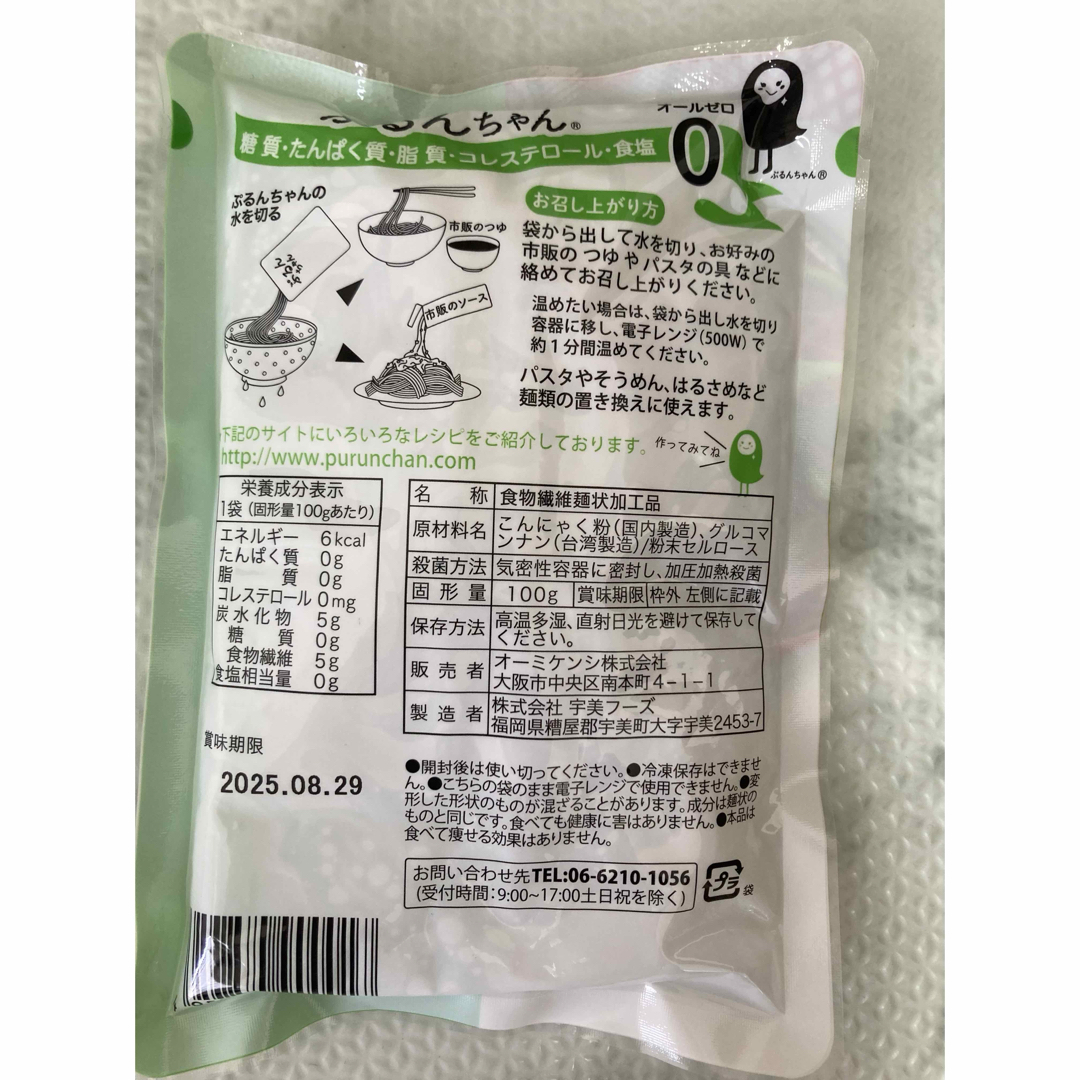 ぷるんちゃん®
オールゼロ
糖質・たんぱく質・脂質・コレステロール・食塩
0
ぷるんちゃん®
ぷるんちゃんの
水を切る
市販のつゆ
市販のソース
お召し上がり方
袋から出して水を切り、お好みの
市販の つゆ や パスタの具 などに
絡めてお召し上がりください。
温めたい場合は、袋から出し水を切り
容器に移し、電子レンジ(500W)で
約1分間温めてください。
パスタやそうめん、はるさめなど
麺類の置き換えに使えます。
下記のサイトにいろいろなレシピをご紹介しております。
作ってみてね
http://www.purunchan.com
栄養成分表示
1袋(固形量100gあたり)
エネルギー 6kcal
たんぱく質 0g
脂質 0g
コレステロール 0mg
炭水化物 5g
糖質 0g
食物繊維 5g
食塩相当量 0g
名称 食物繊維麺状加工品
原材料名 こんにゃく粉(国内製造)、グルコマ
ンナン(台湾製造)/粉末セルロース
殺菌方法 気密性容器に密封し、加圧加熱殺菌
固形量 100g 賞味期限 枠外 左側に記載
保存方法 高温多湿、直射日光を避けて保存して
ください。
販売者 オーミケンシ株式会社
大阪市中央区南本町4-1-1
製造者 株式会社 宇美フーズ
福岡県糟屋郡宇美町大字宇美2453-7
賞味期限
2025.08.29
●開封後は使い切ってください。●冷凍保存はできませ
ん。●こちらの袋のまま電子レンジで使用できません。●変
形した形状のものが混ざることがあります。成分は麺状の
ものと同じです。食べても健康に害はありません。●本品は
食べて痩せる効果はありません。
お問い合わせ先TEL:06-6210-1056
(受付時間:9:00~17:00土日祝を除く)
プラ
袋